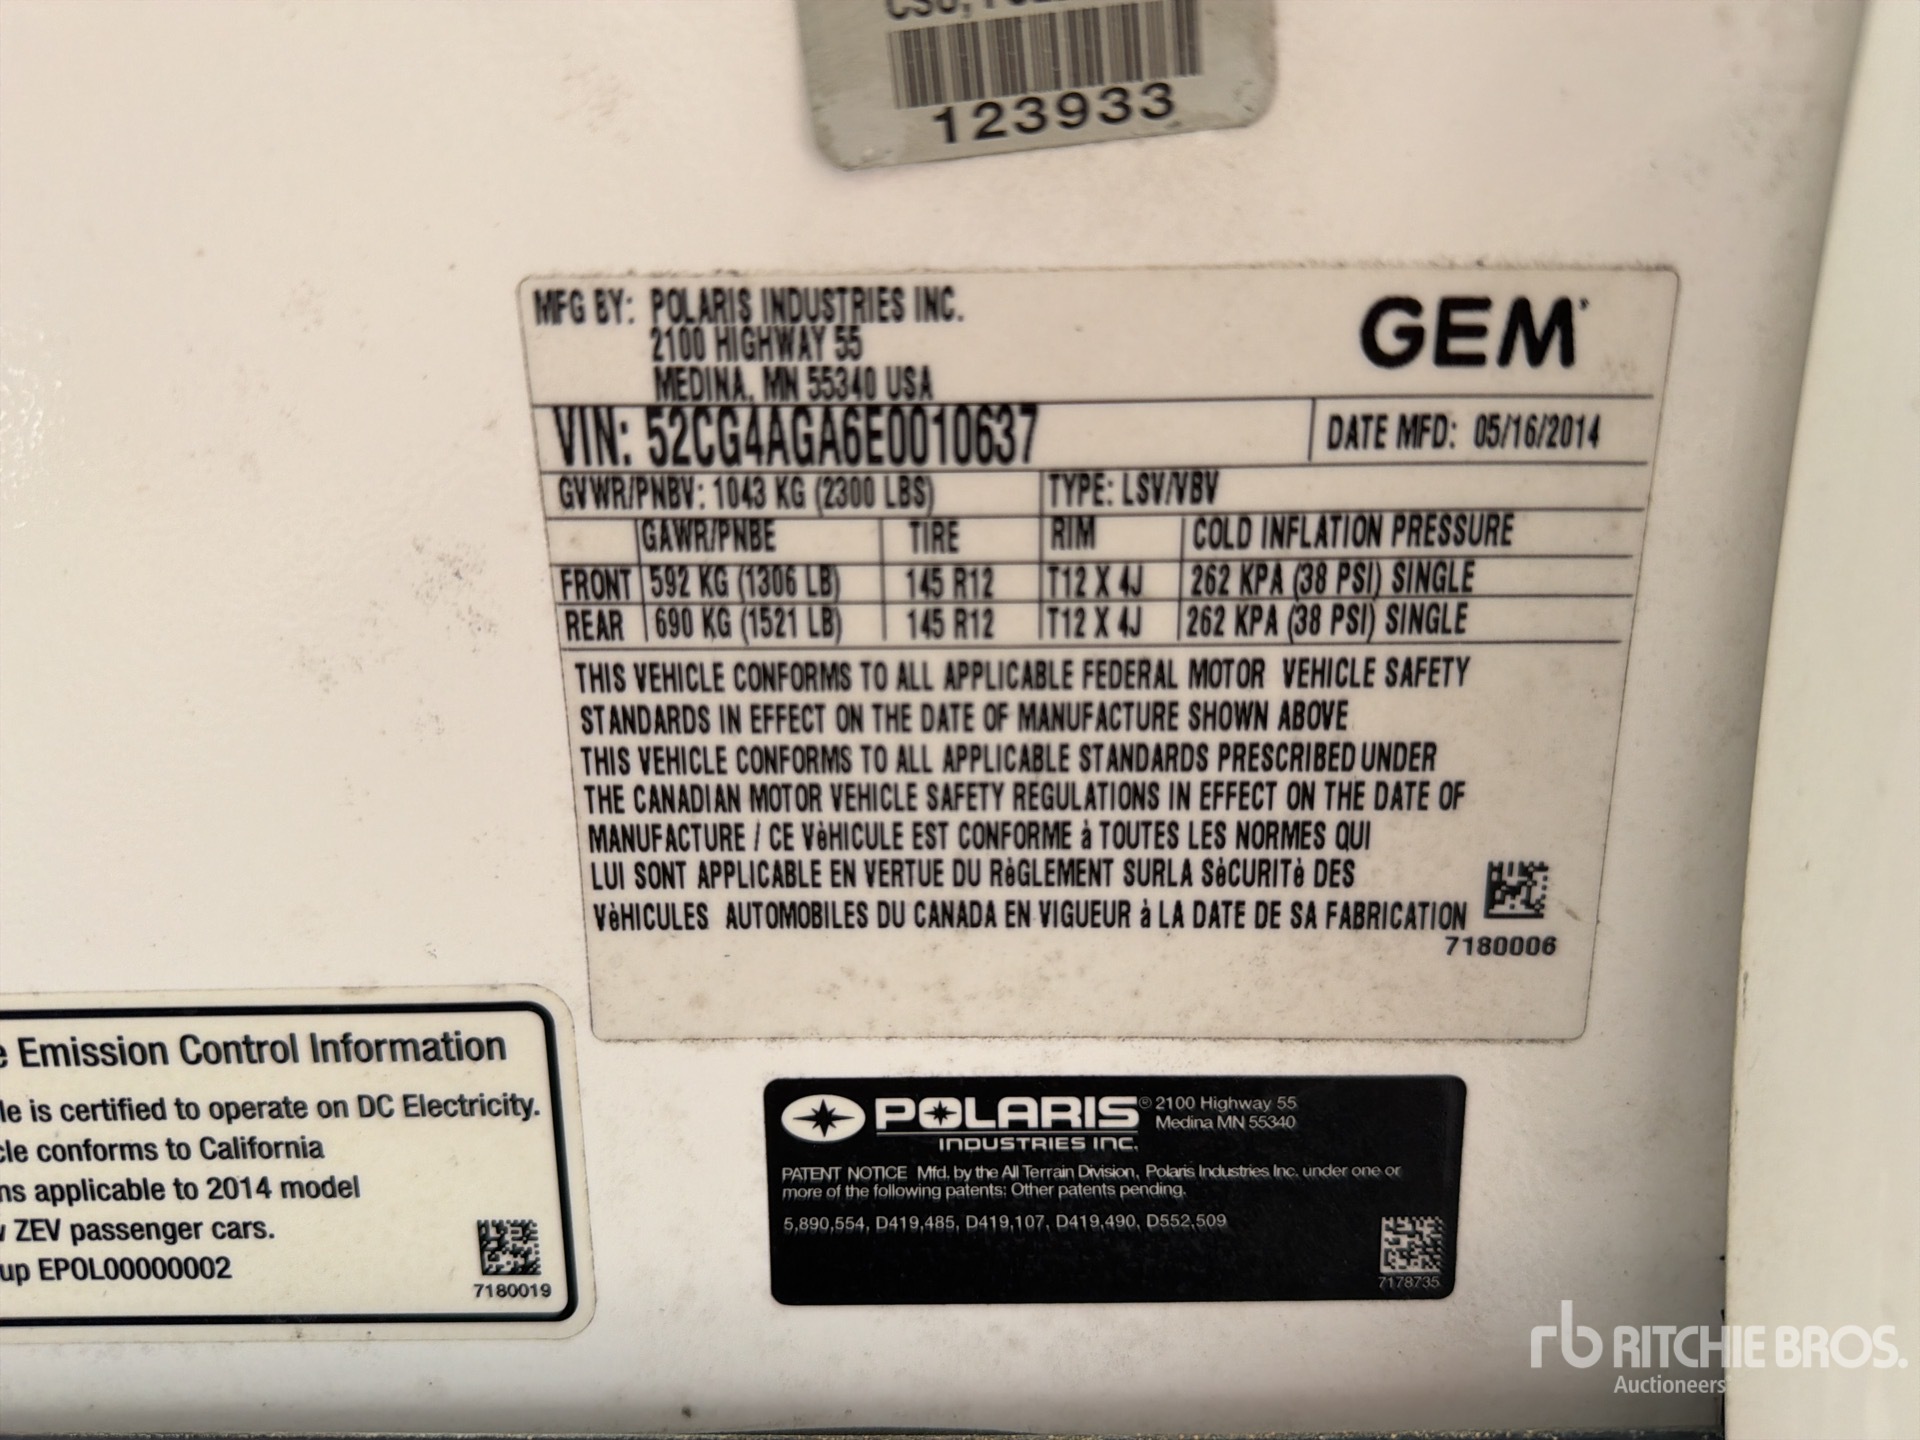 CSU,
123933
MFG BY: POLARIS INDUSTRIES INC.
2100 HIGHWAY 55
MEDINA, MN 55340 USA
GEM
VIN: 52CG4AGA6E0010637
DATE MFD: 05/16/2014
GVWR/PNBV: 1043 KG (2300 LBS)
TYPE: LSV/VBV
GAWR/PNBE TIRE RIM COLD INFLATION PRESSURE
FRONT 592 KG (1306 LB) 145 R12 T12 X 4J 262 KPA (38 PSI) SINGLE
REAR 690 KG (1521 LB) 145 R12 T12 X 4J 262 KPA (38 PSI) SINGLE
THIS VEHICLE CONFORMS TO ALL APPLICABLE FEDERAL MOTOR VEHICLE SAFETY
STANDARDS IN EFFECT ON THE DATE OF MANUFACTURE SHOWN ABOVE
THIS VEHICLE CONFORMS TO ALL APPLICABLE STANDARDS PRESCRIBED UNDER
THE CANADIAN MOTOR VEHICLE SAFETY REGULATIONS IN EFFECT ON THE DATE OF
MANUFACTURE / CE VèHICULE EST CONFORME à TOUTES LES NORMES QUI
LUI SONT APPLICABLE EN VERTUE DU RèGLEMENT SURLA SèCURITè DES
VèHICULES AUTOMOBILES DU CANADA EN VIGUEUR à LA DATE DE SA FABRICATION
7180006
e Emission Control Information
le is certified to operate on DC Electricity.
cle conforms to California
ns applicable to 2014 model
w ZEV passenger cars.
up EPOL00000002
7180019
POLARIS®
INDUSTRIES INC.
2100 Highway 55
Medina MN 55340
PATENT NOTICE Mfd. by the All Terrain Division, Polaris Industries Inc. under one or
more of the following patents: Other patents pending.
5,890,554, D419,485, D419,107, D419,490, D552,509
7178735
rb RITCHIE BROS.
Auctioneers